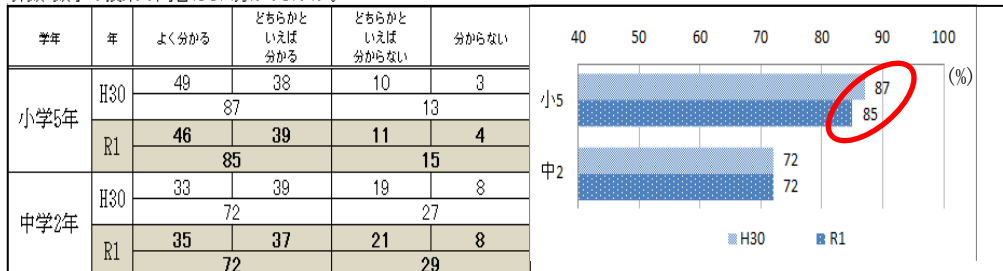 学年 年 よく分かる どちらかといえば分かる どちらかといえば分からない 分からない
小学5年 H30 49 38 10 3
87 13
R1 46 39 11 4
85 15
中学2年 H30 33 39 19 8
72 27
R1 35 37 21 8
72 29
40 50 60 70 80 90 100
(%)
小5 87
85
中2 72
72
H30 R1